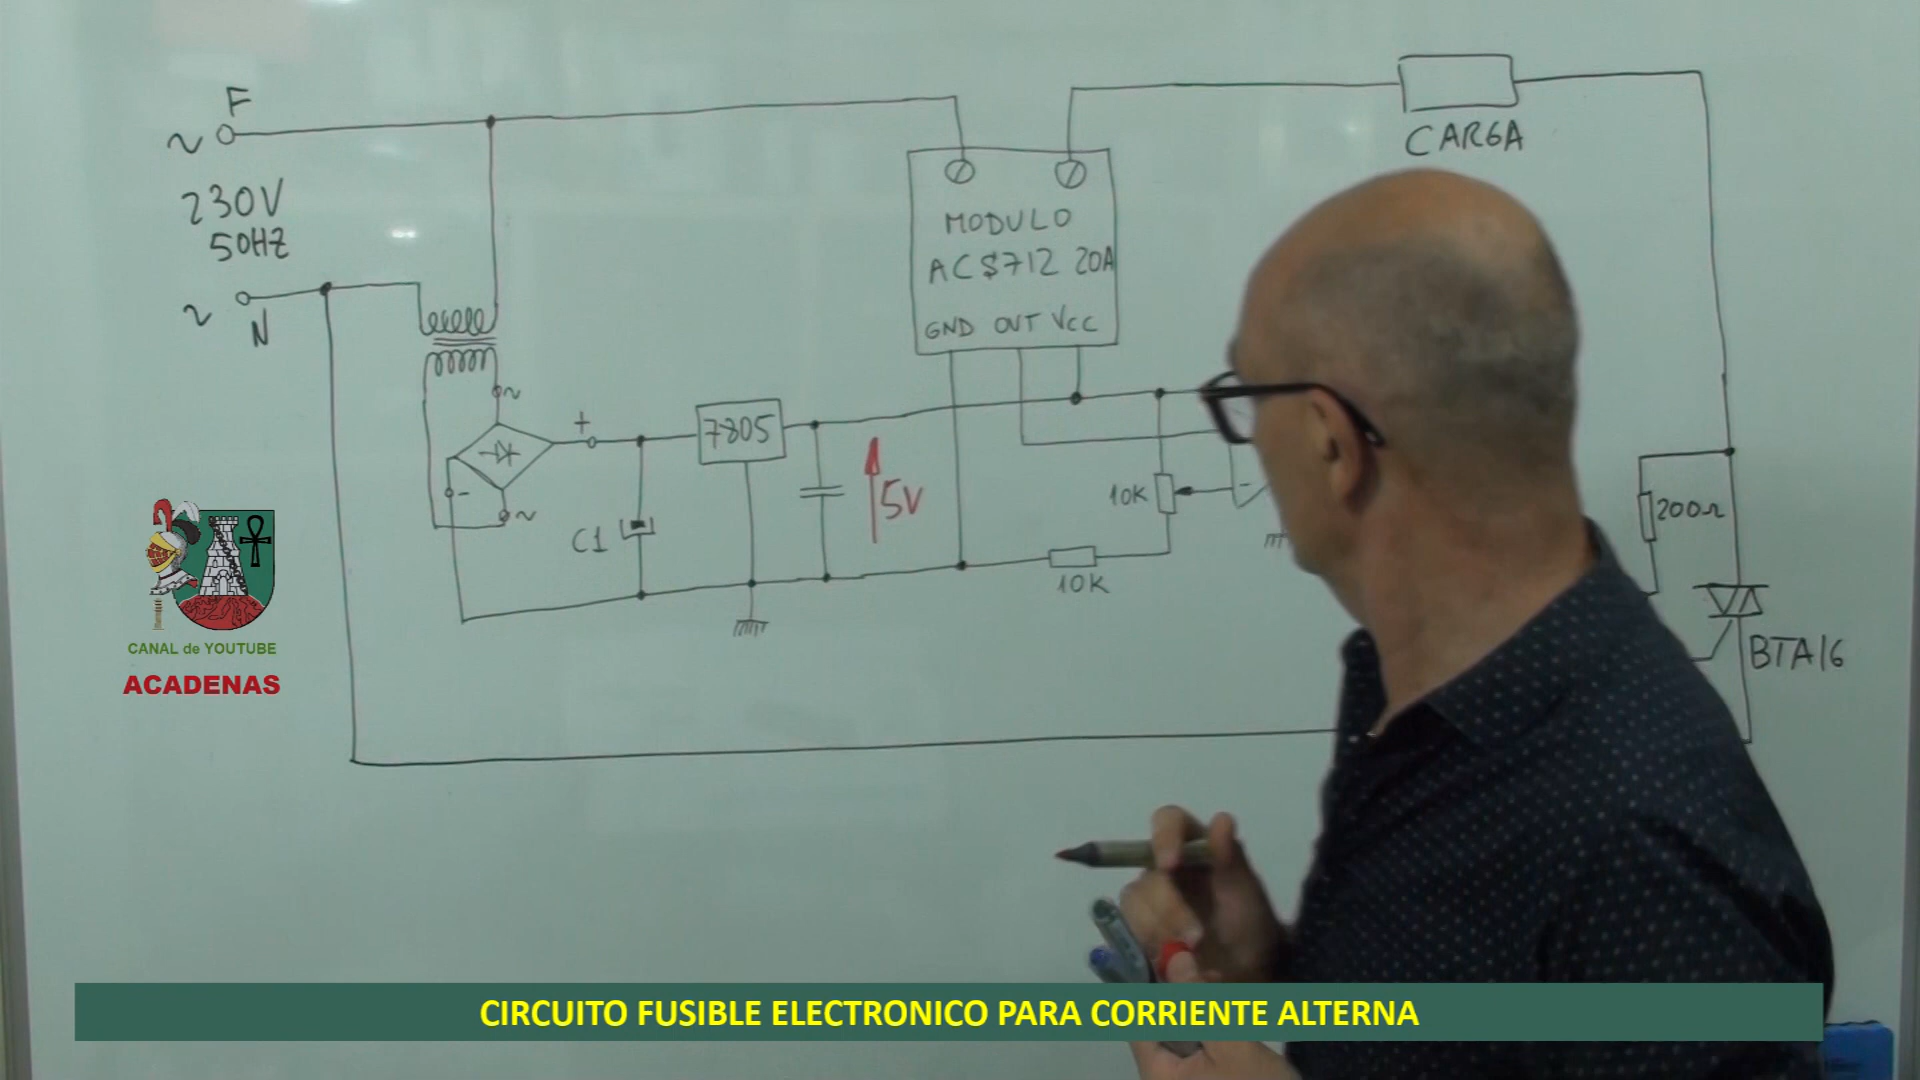 F
~
230V
50HZ
~
N
MODULO
ACS712 20A
GND OUT VCC
CARGA
~
+
7805
-
~
C1
5V
10K
-
10K
200Ω
BTA16
CANAL de YOUTUBE
ACADENAS
CIRCUITO FUSIBLE ELECTRONICO PARA CORRIENTE ALTERNA